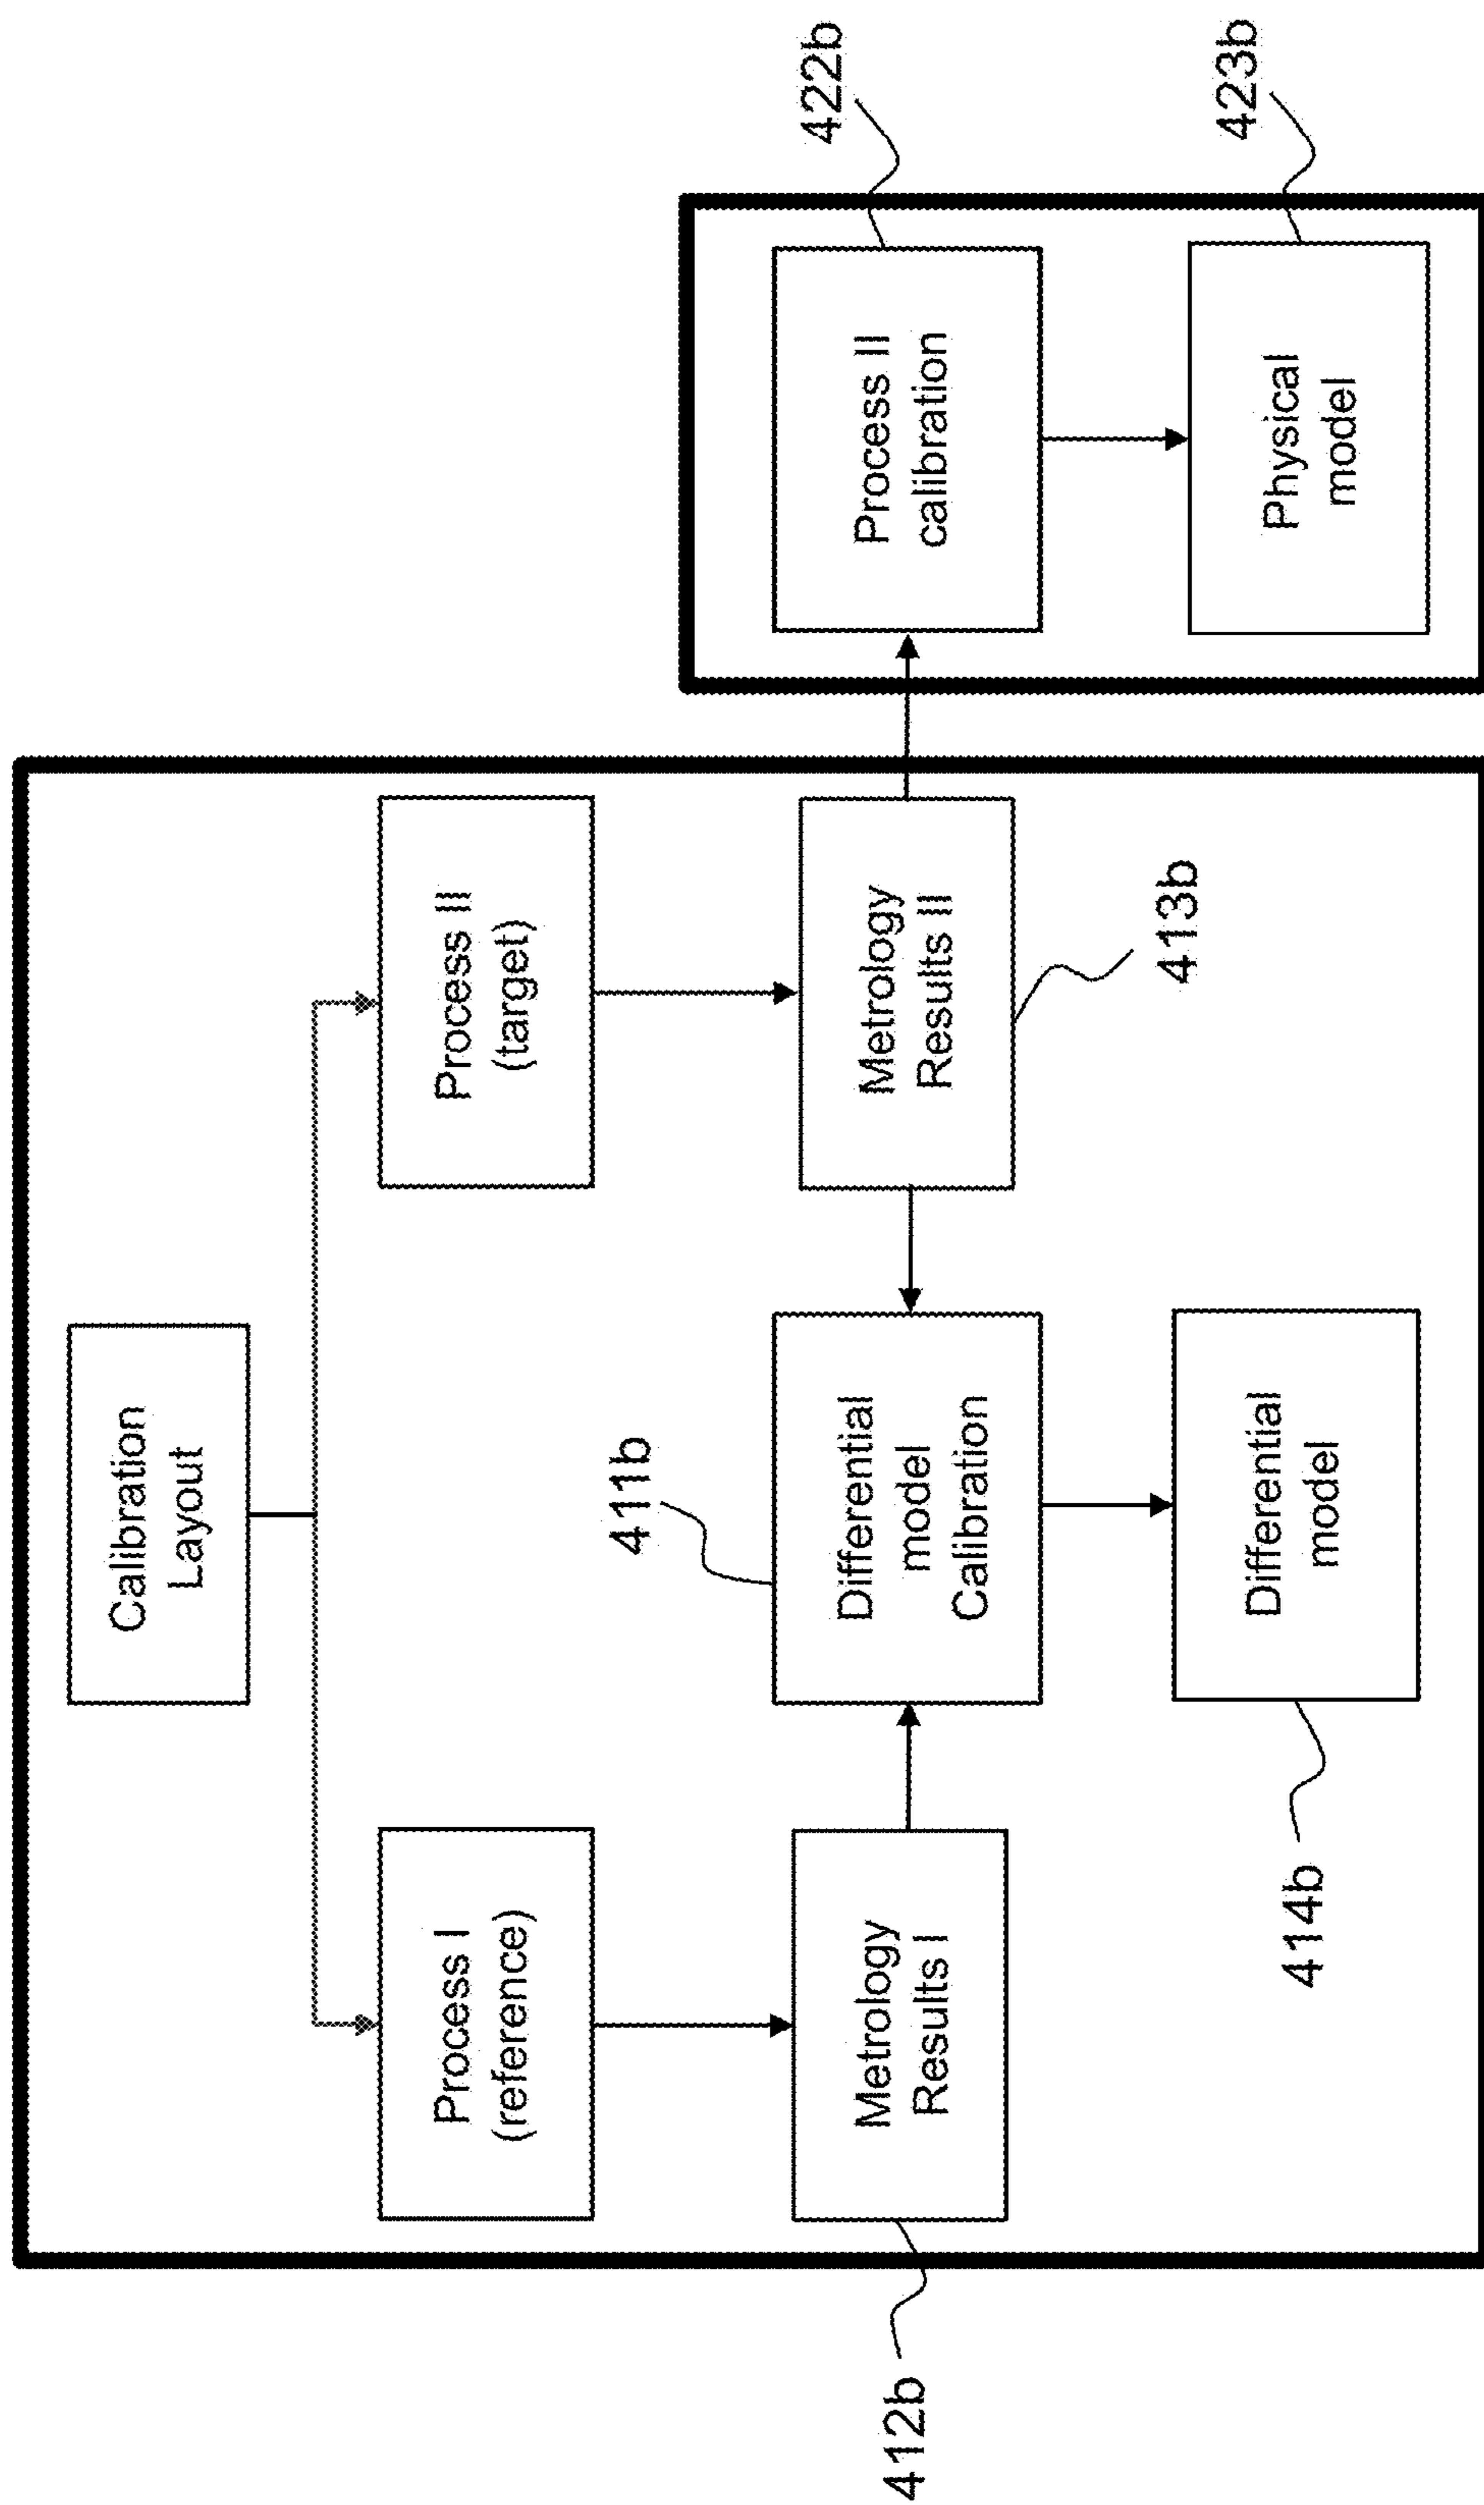 Calibration
Layout
Process I
(reference)
Process II
(target)
411b
422b
Metrology
Results I
Differential
model
Calibration
Metrology
Results II
Process II
calibration
412b
413b
423b
Differential
model
Physical
model
414b